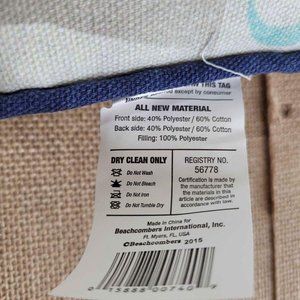 THIS TAG
except by consumer
ALL NEW MATERIAL
Front side: 40% Polyester / 60% Cotton
Back side: 40% Polyester / 60% Cotton
Filling: 100% Polyester
DRY CLEAN ONLY
Do Not Wash
Do Not Bleach
Do Not Iron
Do Not Tumble Dry
REGISTRY NO.
56778
Certification is made by
the manufacturer that
the materials in this
article are described in
accordance with law.
Made in China for
Beachcombers International, Inc.
Ft. Myers, FL, USA
©Beachcombers 2015